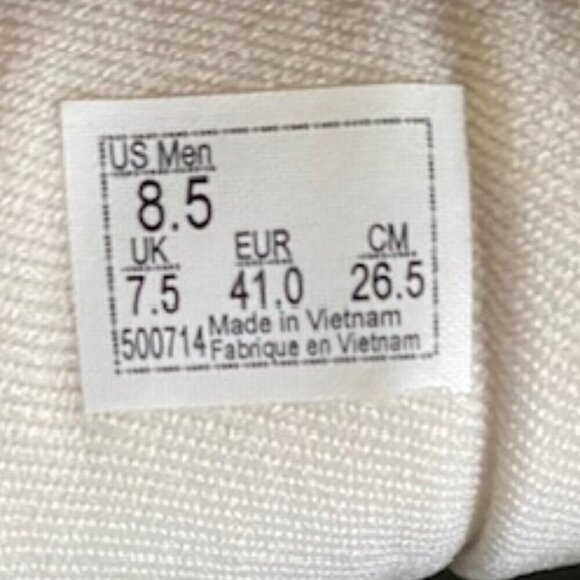 US Men
8.5
UK EUR CM
7.5 41.0 26.5
Made in Vietnam
500714 Fabrique en Vietnam